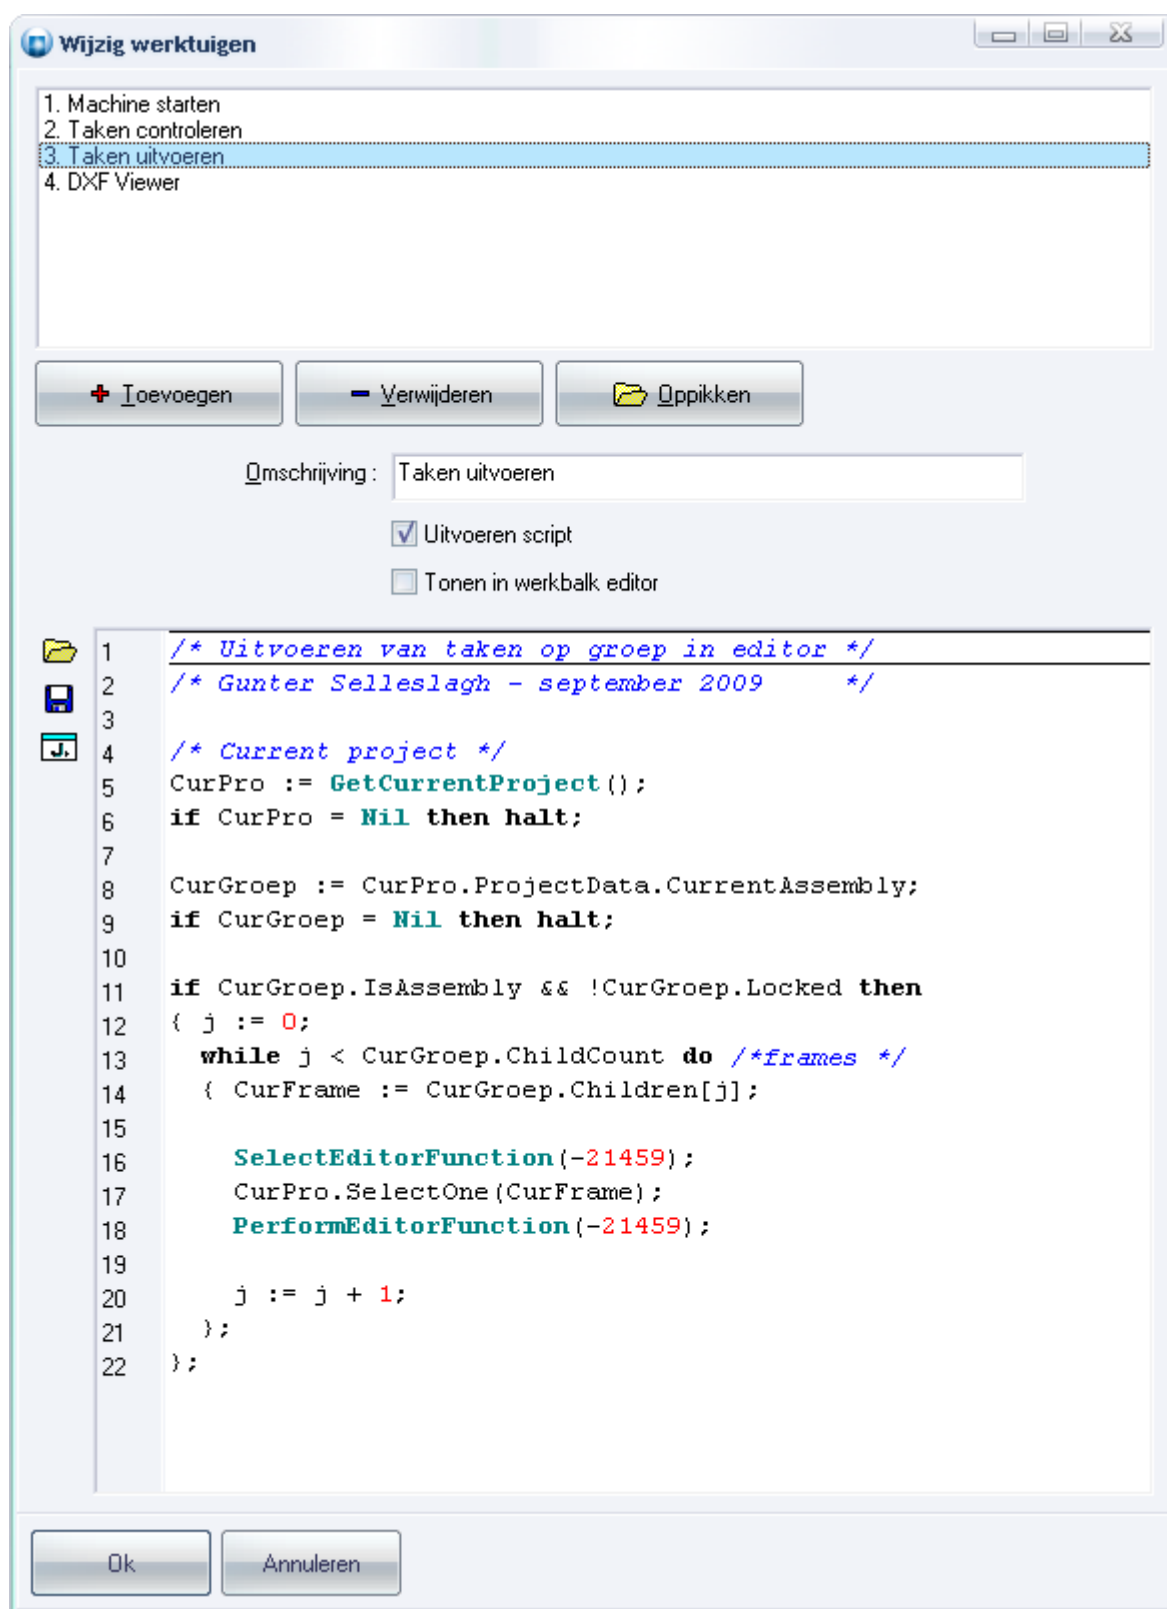 Wijzig werktuigen
1. Machine starten
2. Taken controleren
3. Taken uitvoeren
4. DXF Viewer
Toevoegen
Verwijderen
Oppikken
Omschrijving :
Taken uitvoeren
Uitvoeren script
Tonen in werkbalk editor
1 /* Uitvoeren van taken op groep in editor */
2 /* Gunter Selleslagh - september 2009 */
3
4 /* Current project */
5 CurPro := GetCurrentProject();
6 if CurPro = Nil then halt;
7
8 CurGroep := CurPro.ProjectData.CurrentAssembly;
9 if CurGroep = Nil then halt;
10
11 if CurGroep.IsAssembly && !CurGroep.Locked then
12 { j := 0;
13 while j < CurGroep.ChildCount do /*frames */
14 { CurFrame := CurGroep.Children[j];
15
16 SelectEditorFunction(-21459);
17 CurPro.SelectOne(CurFrame);
18 PerformEditorFunction(-21459);
19
20 j := j + 1;
21 };
22 };
Ok
Annuleren